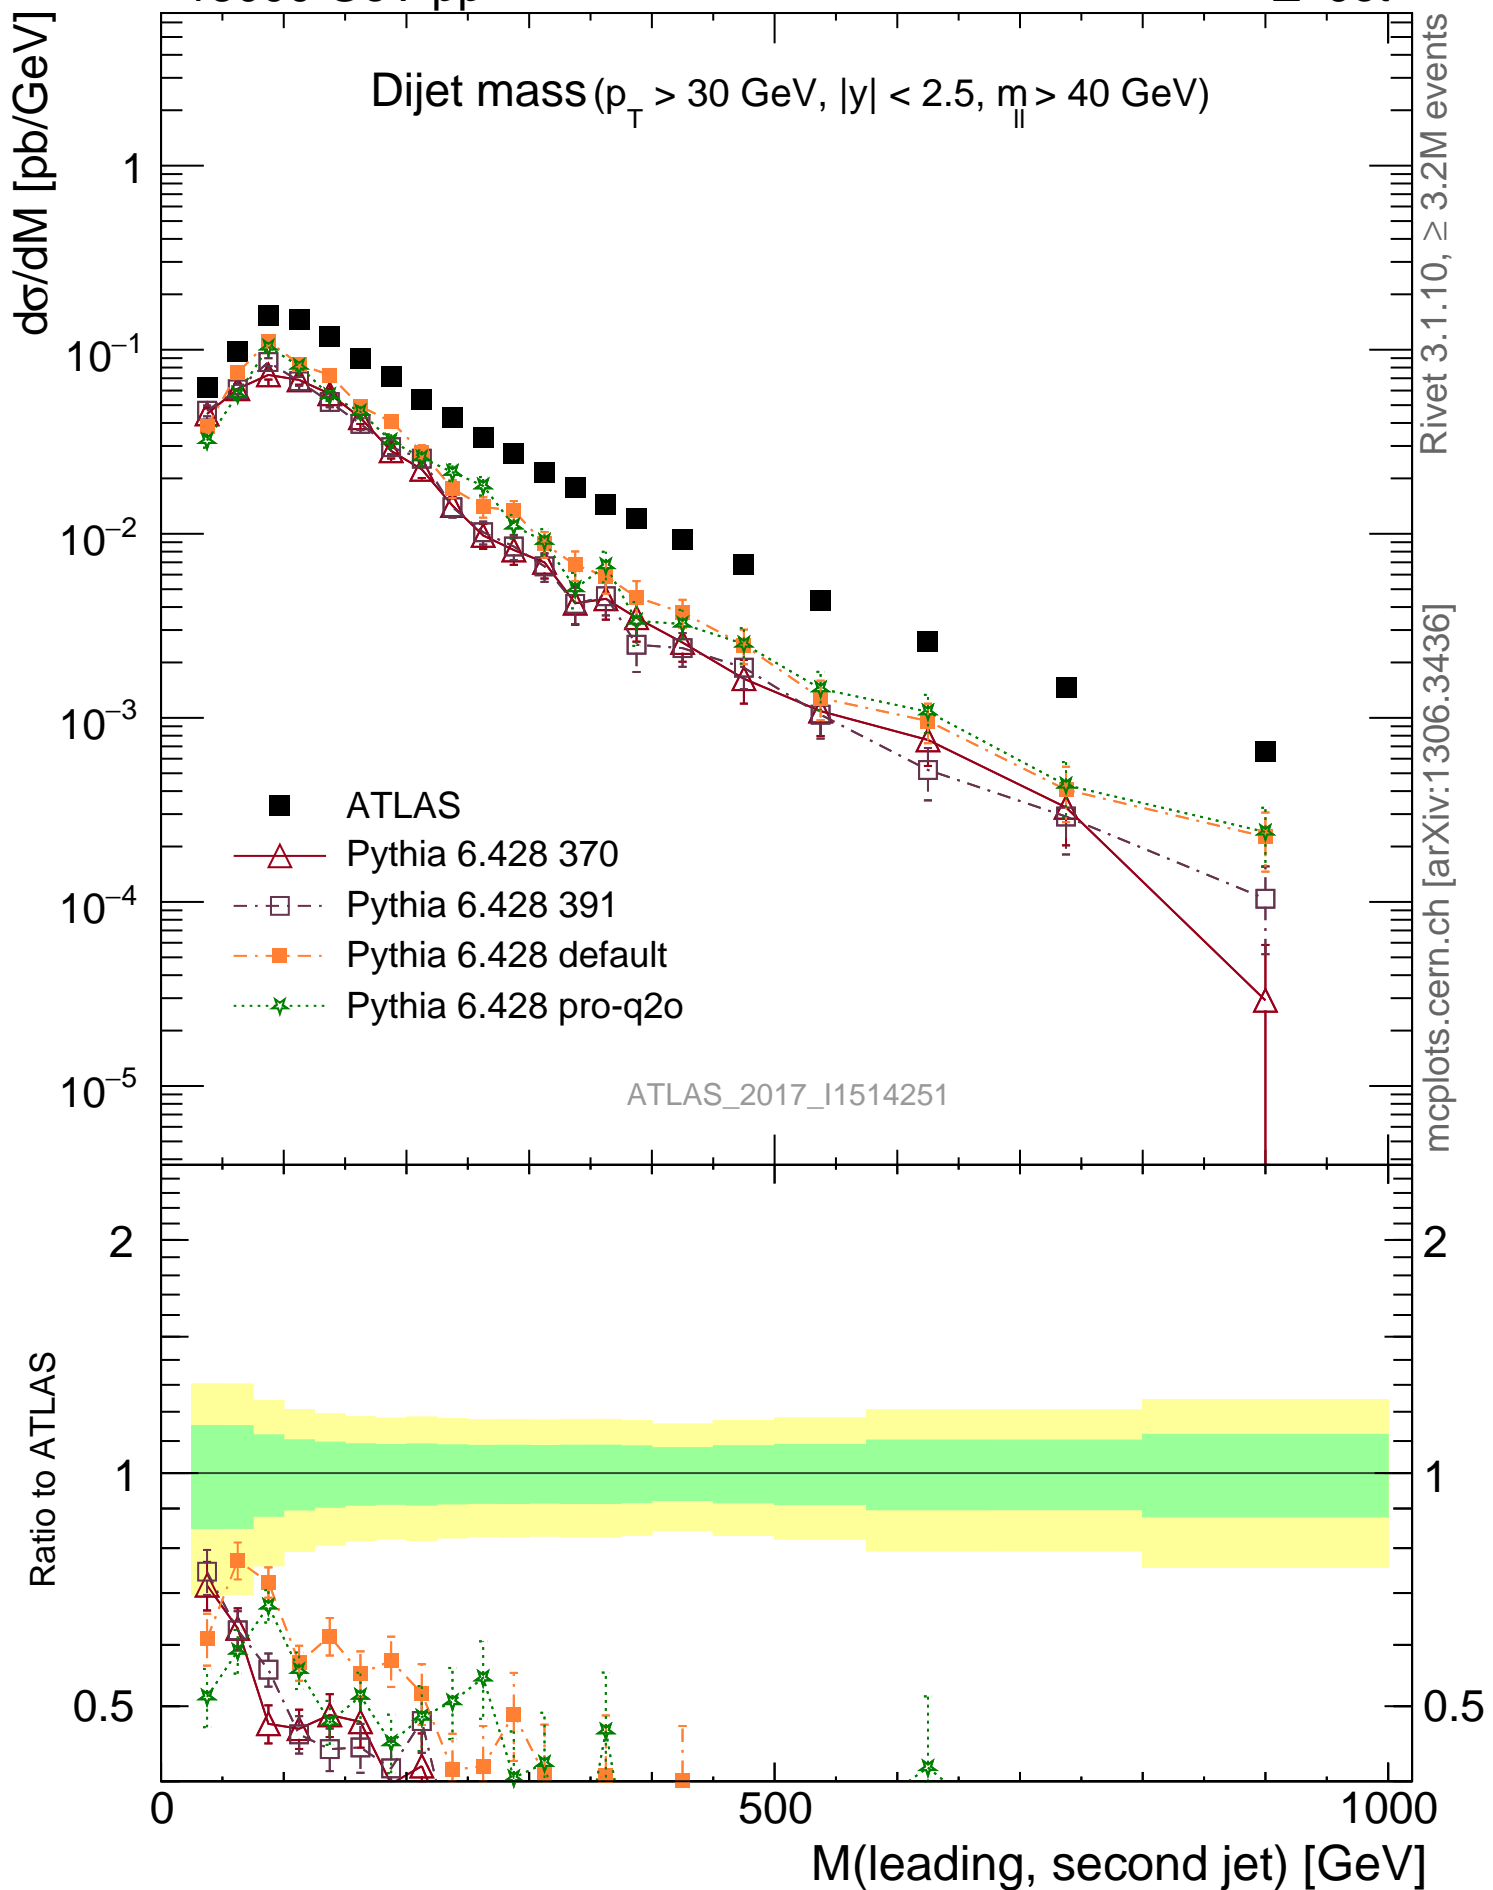 dσ/dM [pb/GeV]
Dijet mass (p_T > 30 GeV, |y| < 2.5, m_ll > 40 GeV)
1
10⁻¹
10⁻²
10⁻³
10⁻⁴
10⁻⁵
ATLAS
Pythia 6.428 370
Pythia 6.428 391
Pythia 6.428 default
Pythia 6.428 pro-q2o
ATLAS_2017_I1514251
Rivet 3.1.10, ≥ 3.2M events
mcplots.cern.ch [arXiv:1306.3436]
Ratio to ATLAS
2
1
0.5
2
1
0.5
0
500
1000
M(leading, second jet) [GeV]